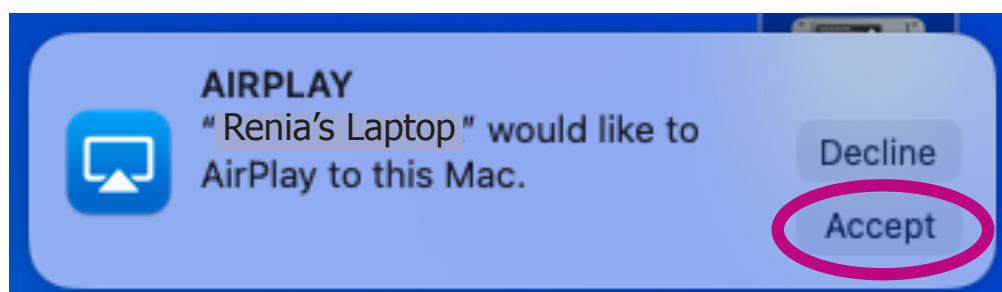 AIRPLAY
“Renia’s Laptop” would like to
AirPlay to this Mac.
Decline
Accept